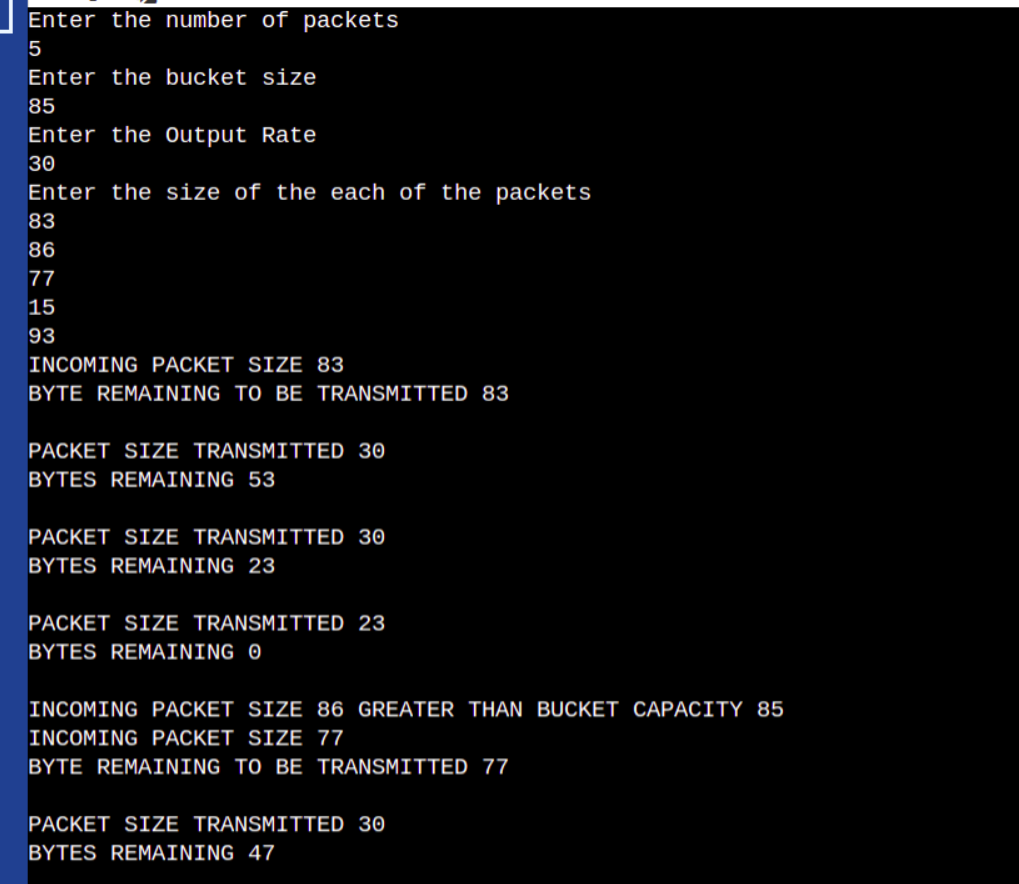 Enter the number of packets
5
Enter the bucket size
85
Enter the Output Rate
30
Enter the size of the each of the packets
83
86
77
15
93
INCOMING PACKET SIZE 83
BYTE REMAINING TO BE TRANSMITTED 83
PACKET SIZE TRANSMITTED 30
BYTES REMAINING 53
PACKET SIZE TRANSMITTED 30
BYTES REMAINING 23
PACKET SIZE TRANSMITTED 23
BYTES REMAINING 0
INCOMING PACKET SIZE 86 GREATER THAN BUCKET CAPACITY 85
INCOMING PACKET SIZE 77
BYTE REMAINING TO BE TRANSMITTED 77
PACKET SIZE TRANSMITTED 30
BYTES REMAINING 47